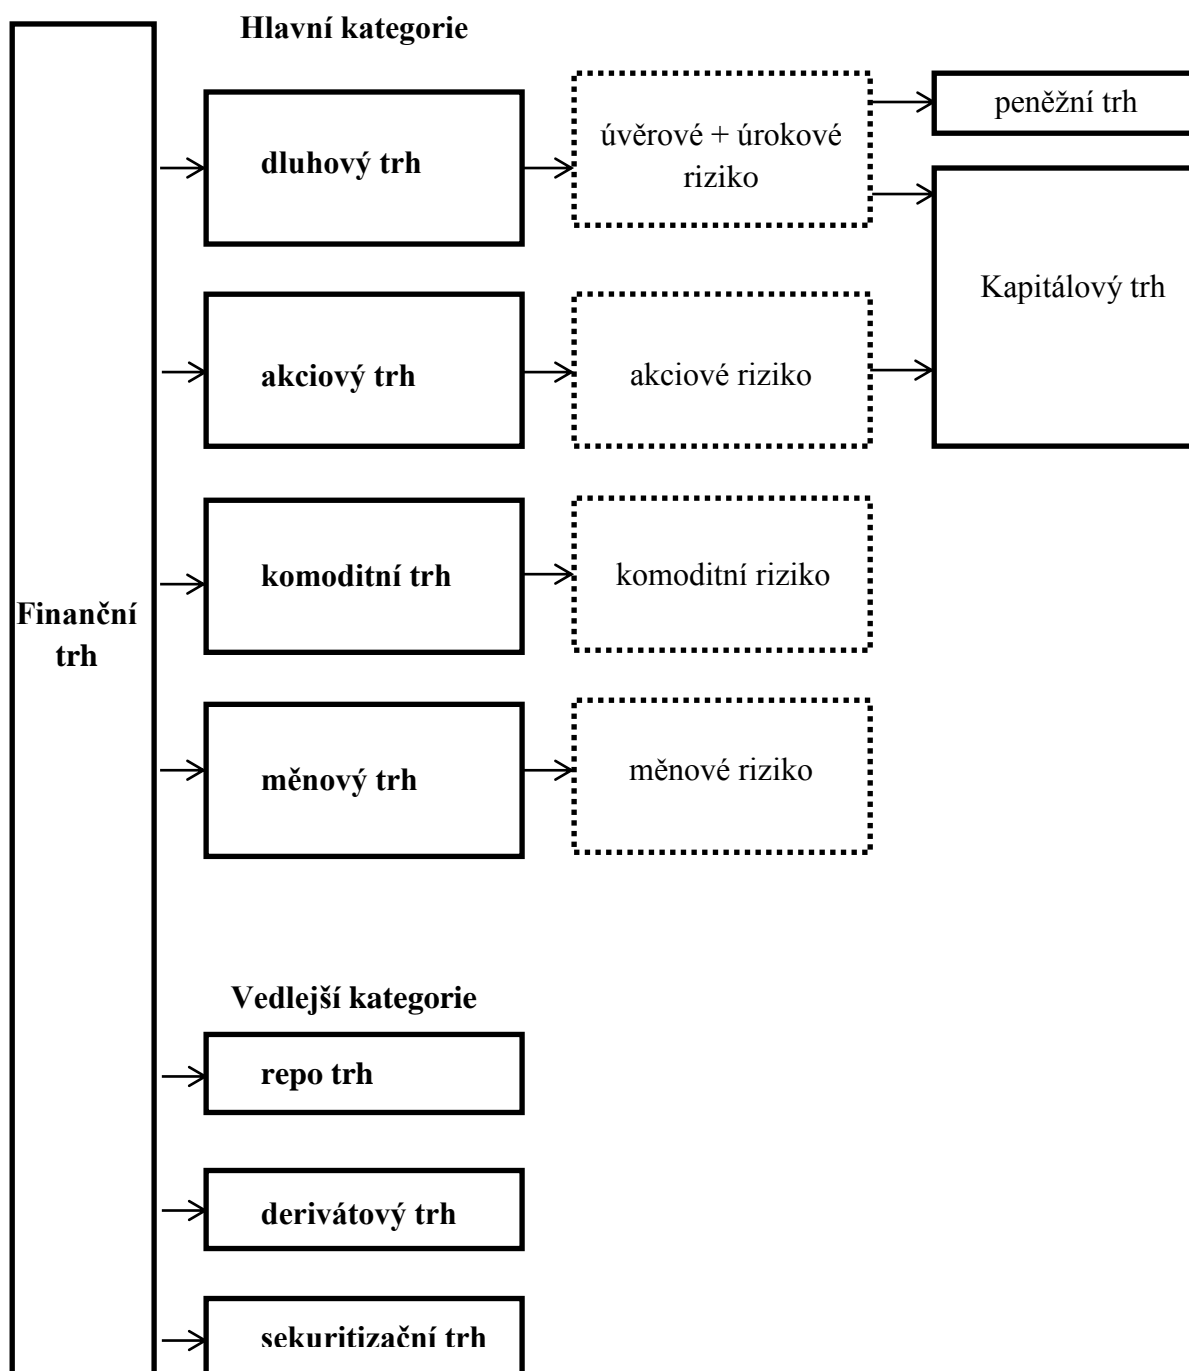 Hlavní kategorie
peněžní trh
úvěrové + úrokové
riziko
dluhový trh
Kapitálový trh
akciový trh
akciové riziko
komoditní trh
komoditní riziko
Finanční
trh
měnový trh
měnové riziko
Vedlejší kategorie
repo trh
derivátový trh
sekuritizační trh